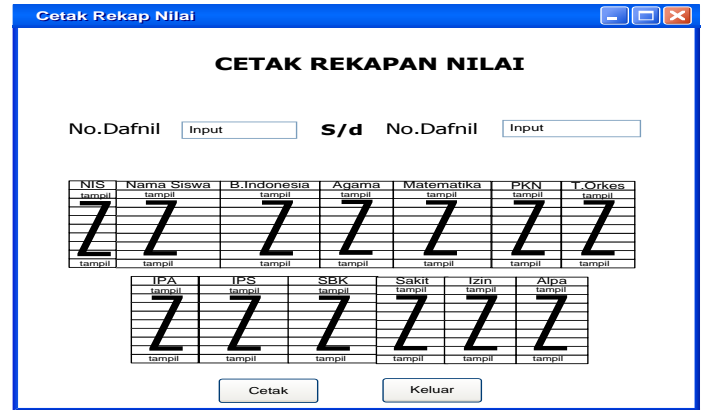 Cetak Rekap Nilai
CETAK REKAPAN NILAI
No.Dafnil Input S/d No.Dafnil Input
NIS Nama Siswa B.Indonesia Agama Matematika PKN T.Orkes
tampil tampil tampil tampil tampil tampil tampil
Z Z Z Z Z Z Z
tampil tampil tampil tampil tampil tampil tampil
IPA IPS SBK Sakit Izin Alpa
tampil tampil tampil tampil tampil tampil
Z Z Z Z Z Z
tampil tampil tampil tampil tampil tampil
Cetak Keluar